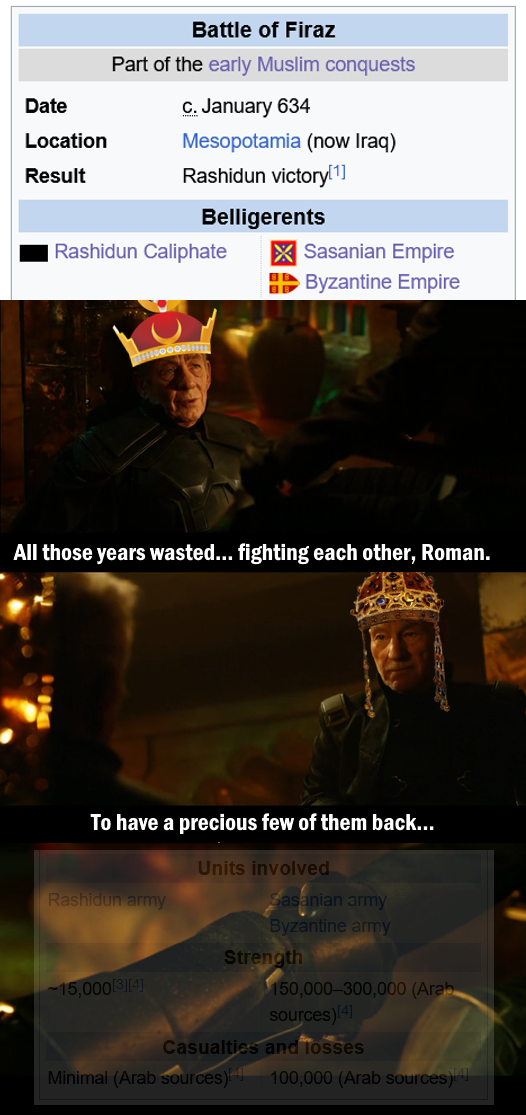 Battle of Firaz
Part of the early Muslim conquests
Date c. January 634
Location Mesopotamia (now Iraq)
Result Rashidun victory[1]
Belligerents
Rashidun Caliphate Sasanian Empire
Byzantine Empire
All those years wasted... fighting each other, Roman.
To have a precious few of them back...
Units involved
Rashidun army Sasanian army
Byzantine army
Strength
~15,000[3][4] 150,000–300,000 (Arab
sources)[4]
Casualties and losses
Minimal (Arab sources)[4] 100,000 (Arab sources)[4]